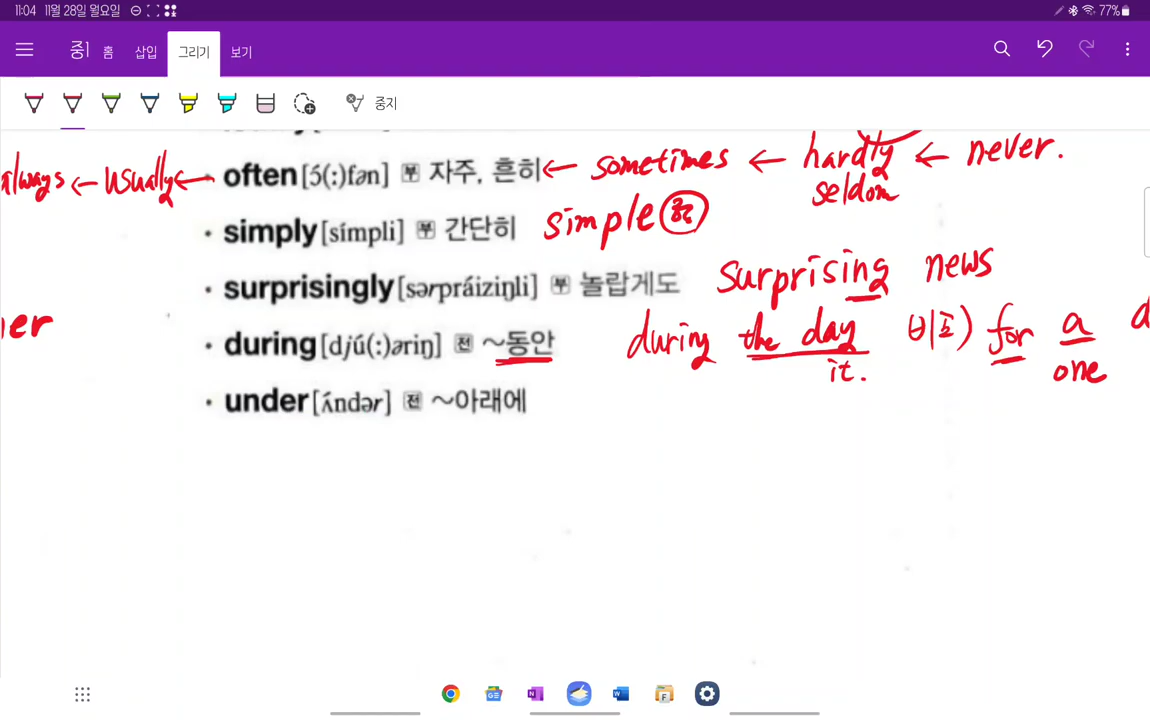 11:04 11월 28일 월요일 77%
중1 홈 삽입 그리기 보기
중지
always ← usually ← often[ɔ́(ː)fən] 부 자주, 흔히 ← sometimes ← hardly ← never.
seldom
simply[símpli] 부 간단히 simple 형
surprisingly[sərpráiziŋli] 부 놀랍게도 surprising news
during[djú(ː)əriŋ] 전 ~동안 during the day 비교) for a d
it. one
under[ʌ́ndər] 전 ~아래에
er